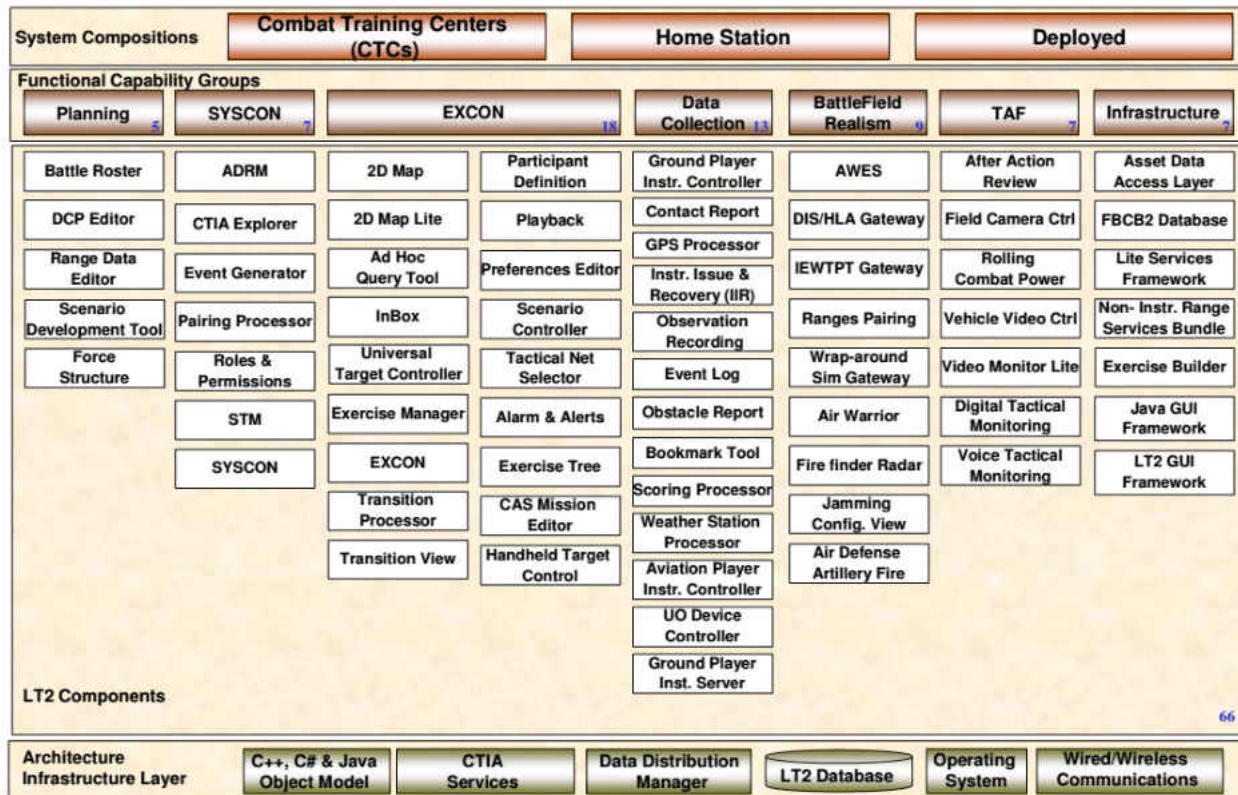 System Compositions
Combat Training Centers
(CTCs)
Home Station
Deployed
Functional Capability Groups
Planning
5
SYSCON
7
EXCON
18
Data
Collection
13
BattleField
Realism
9
TAF
7
Infrastructure
7
Battle Roster
DCP Editor
Range Data
Editor
Scenario
Development Tool
Force
Structure
ADRM
CTIA Explorer
Event Generator
Pairing Processor
Roles &
Permissions
STM
SYSCON
2D Map
2D Map Lite
Ad Hoc
Query Tool
InBox
Universal
Target Controller
Exercise Manager
EXCON
Transition
Processor
Transition View
Participant
Definition
Playback
Preferences Editor
Scenario
Controller
Tactical Net
Selector
Alarm & Alerts
Exercise Tree
CAS Mission
Editor
Handheld Target
Control
Ground Player
Instr. Controller
Contact Report
GPS Processor
Instr. Issue &
Recovery (IIR)
Observation
Recording
Event Log
Obstacle Report
Bookmark Tool
Scoring Processor
Weather Station
Processor
Aviation Player
Instr. Controller
UO Device
Controller
Ground Player
Inst. Server
AWES
DIS/HLA Gateway
IEWTPT Gateway
Ranges Pairing
Wrap-around
Sim Gateway
Air Warrior
Fire finder Radar
Jamming
Config. View
Air Defense
Artillery Fire
After Action
Review
Field Camera Ctrl
Rolling
Combat Power
Vehicle Video Ctrl
Video Monitor Lite
Digital Tactical
Monitoring
Voice Tactical
Monitoring
Asset Data
Access Layer
FBCB2 Database
Lite Services
Framework
Non- Instr. Range
Services Bundle
Exercise Builder
Java GUI
Framework
LT2 GUI
Framework
LT2 Components
66
Architecture
Infrastructure Layer
C++, C# & Java
Object Model
CTIA
Services
Data Distribution
Manager
LT2 Database
Operating
System
Wired/Wireless
Communications